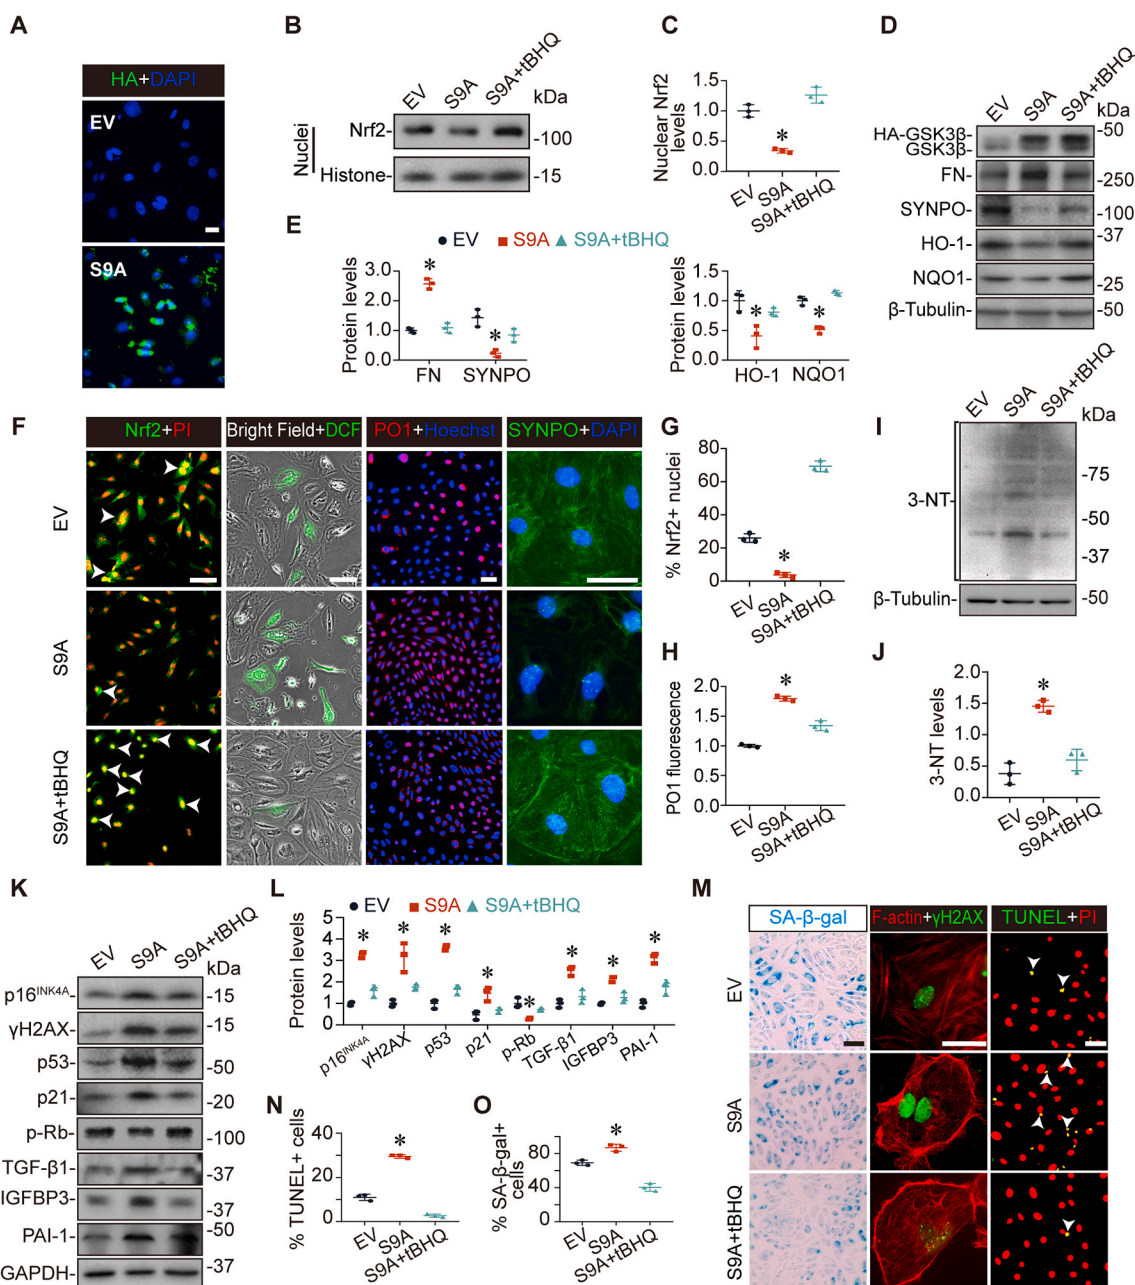 A
HA+DAPI
EV
S9A
B
EV S9A S9A+tBHQ
kDa
Nuclei
Nrf2- -100
Histone- -15
C
Nuclear Nrf2 levels
1.5
1.0
0.5
0.0
*
EV S9A S9A+tBHQ
D
EV S9A S9A+tBHQ
kDa
HA-GSK3β -50
GSK3β
FN- -250
SYNPO- -100
HO-1- -37
NQO1- -25
β-Tubulin- -50
E
EV S9A S9A+tBHQ
Protein levels
3.0
2.0
1.0
0.0
* *
FN SYNPO
Protein levels
1.5
1.0
0.5
0.0
* *
HO-1 NQO1
F
Nrf2+PI Bright Field+DCF PO1+Hoechst SYNPO+DAPI
EV
S9A
S9A+tBHQ
G
% Nrf2+ nuclei
80
60
40
20
0
*
EV S9A S9A+tBHQ
H
PO1 fluorescence
2.0
1.5
1.0
0.5
0.0
*
EV S9A S9A+tBHQ
I
EV S9A S9A+tBHQ
kDa
-75
3-NT-
-50
-37
β-Tubulin- -50
J
3-NT levels
2.0
1.5
1.0
0.5
0.0
*
EV S9A S9A+tBHQ
K
EV S9A S9A+tBHQ
kDa
p16INK4A -15
γH2AX -15
p53 -50
p21 -20
p-Rb -100
TGF-β1 -37
IGFBP3 -37
PAI-1 -50
GAPDH- -37
L
EV S9A S9A+tBHQ
Protein levels
5
4
3
2
1
0
* * * * * * * *
p16INK4A γH2AX p53 p21 p-Rb TGF-β1 IGFBP3 PAI-1
M
SA-β-gal F-actin+γH2AX TUNEL+PI
EV
S9A
S9A+tBHQ
N
% TUNEL+ cells
40
20
0
*
EV S9A S9A+tBHQ
O
% SA-β-gal+ cells
80
60
40
20
0
*
EV S9A S9A+tBHQ